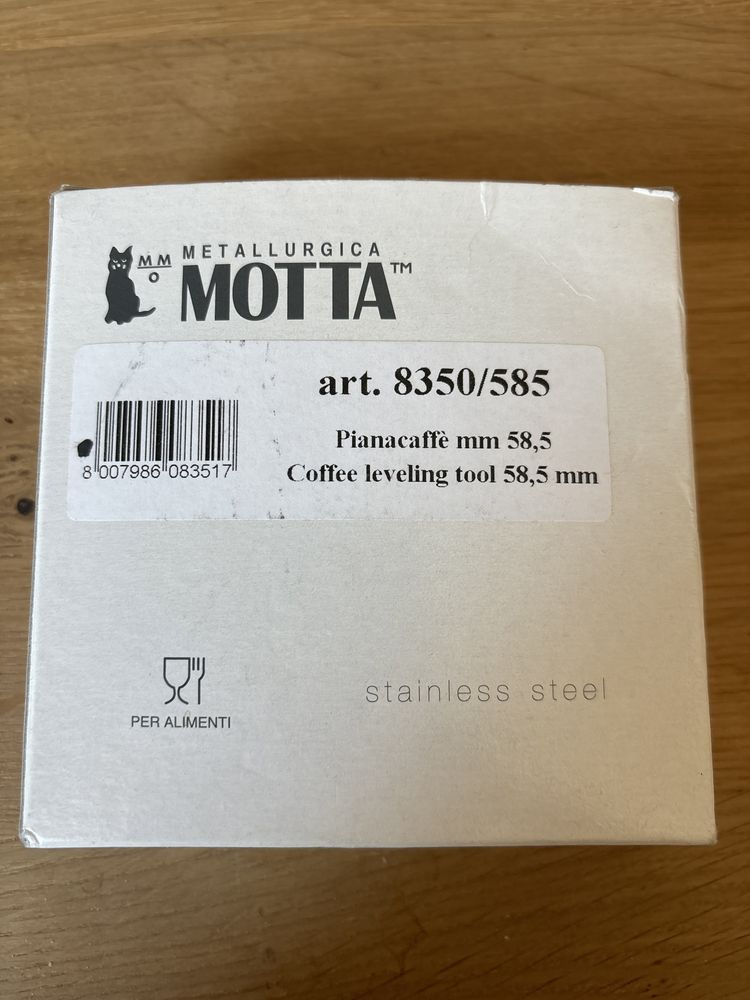 METALLURGICA
MM
O
MOTTA™
art. 8350/585
Pianacaffè mm 58,5
Coffee leveling tool 58,5 mm
8 007986 083517
PER ALIMENTI
stainless steel